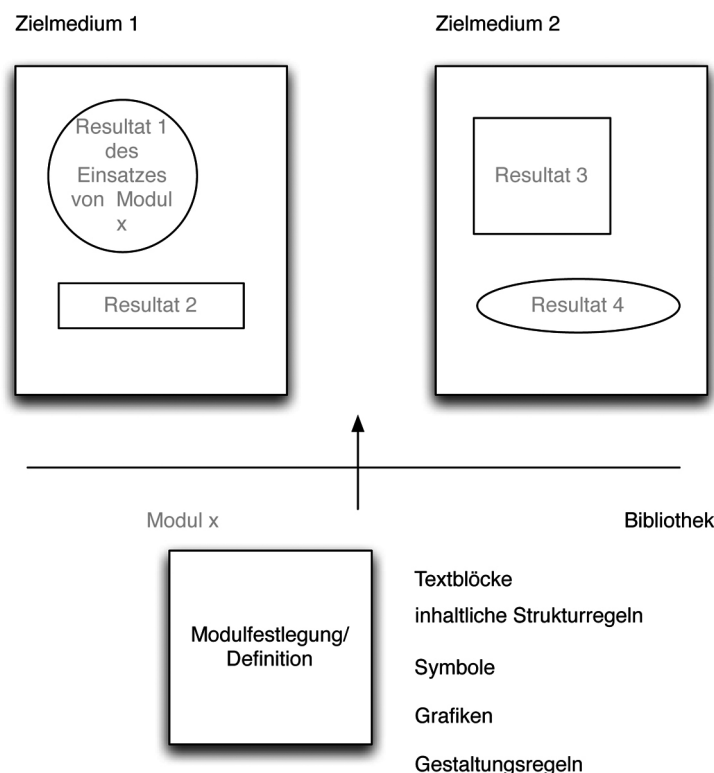 Zielmedium 1
Zielmedium 2
Resultat 1
des
Einsatzes
von Modul
x
Resultat 2
Resultat 3
Resultat 4
Modul x
Bibliothek
Modulfestlegung/
Definition
Textblöcke
inhaltliche Strukturregeln
Symbole
Grafiken
Gestaltungsregeln